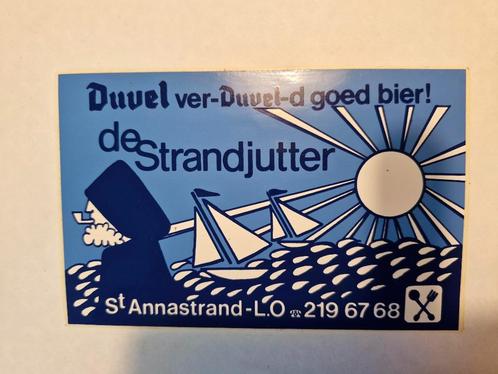 Duvel ver-Duvel-d goed bier!
de Strandjutter
St Annastrand-L.O ☎ 219 67 68